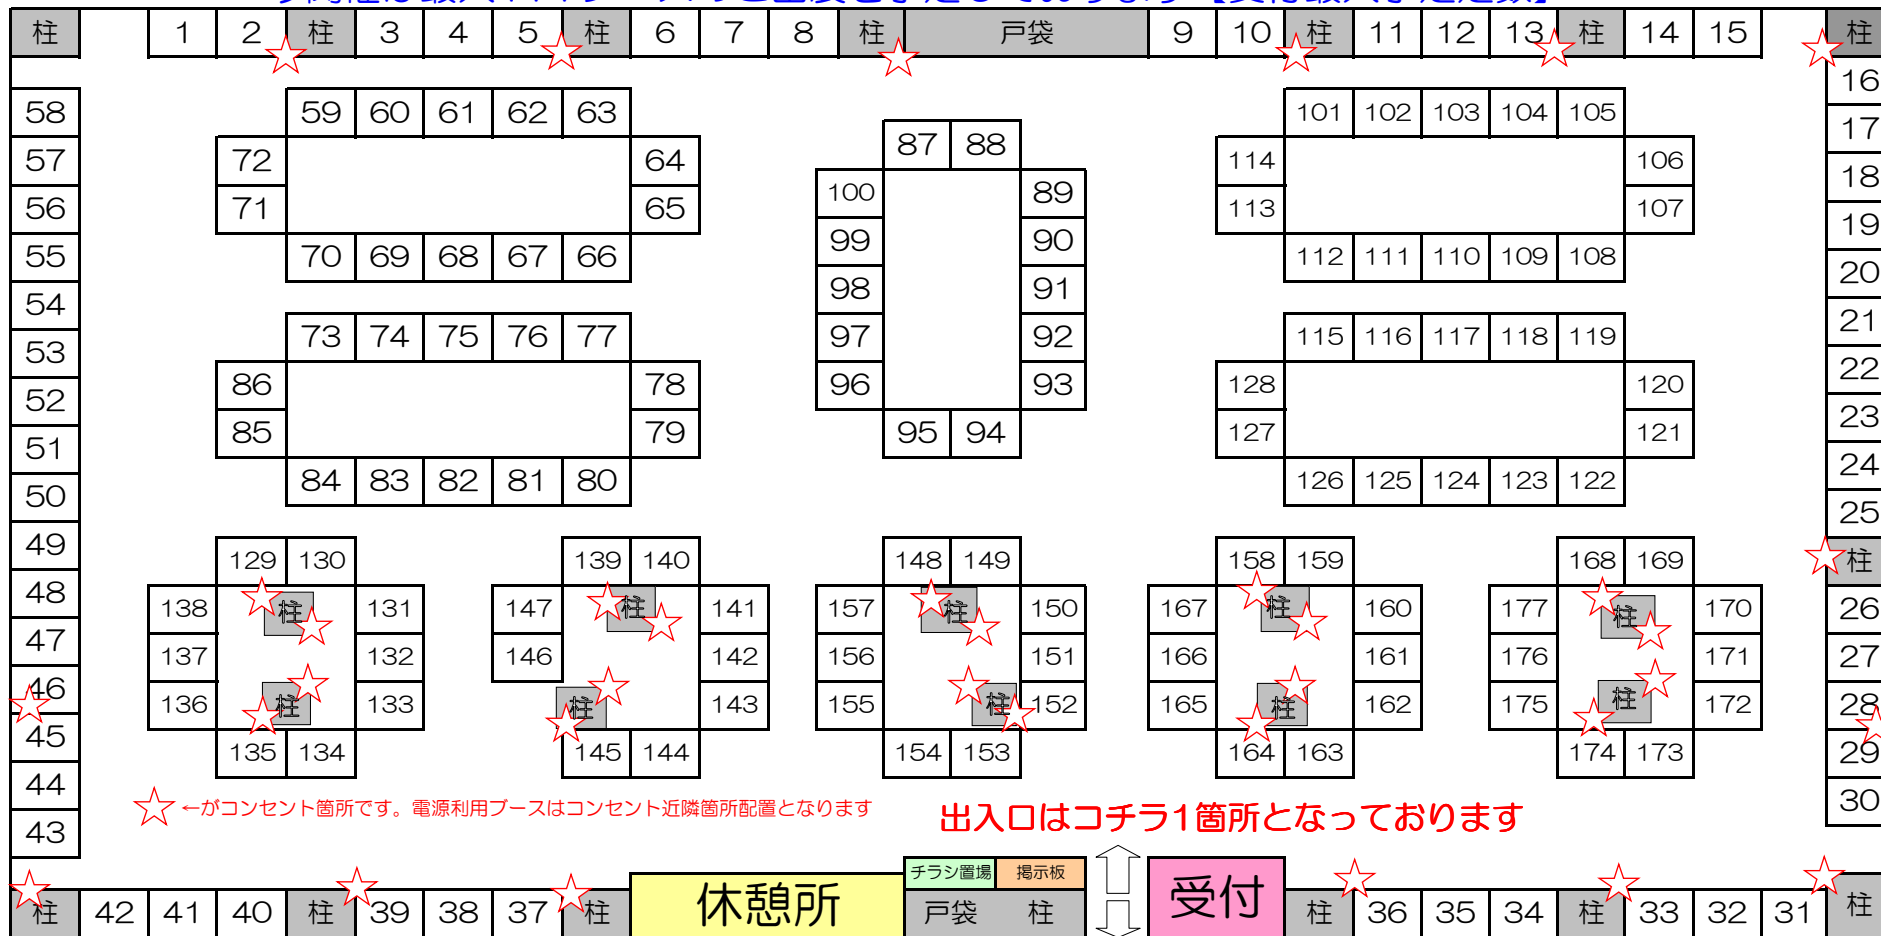 柱 1 2 柱 3 4 5 柱 6 7 8 柱 戸袋 9 10 柱 11 12 13 柱 14 15 柱
16
58 59 60 61 62 63 101 102 103 104 105
17
87 88
57 72 64 114 106
18
100 89
56 71 65 113 107
19
99 90
55 70 69 68 67 66 112 111 110 109 108
20
98 91
54
21
53 73 74 75 76 77 97 92 115 116 117 118 119
22
52 86 78 96 93 128 120
23
51 85 79 95 94 127 121
24
50 84 83 82 81 80 126 125 124 123 122
25
49 129 130 139 140 148 149 158 159 168 169 柱
48 138 柱 131 147 柱 141 157 柱 150 167 柱 160 177 柱 170 26
47 137 132 146 142 156 151 166 161 176 171 27
46 136 柱 133 柱 143 155 柱 152 165 柱 162 175 柱 172 28
45 135 134 145 144 154 153 164 163 174 173 29
44
←がコンセント箇所です。電源利用ブースはコンセント近隣箇所配置となります
出入口はコチラ1箇所となっております
30
43
チラシ置場 掲示板
柱 42 41 40 柱 39 38 37 柱 休憩所 戸袋 柱 受付 柱 36 35 34 柱 33 32 31 柱